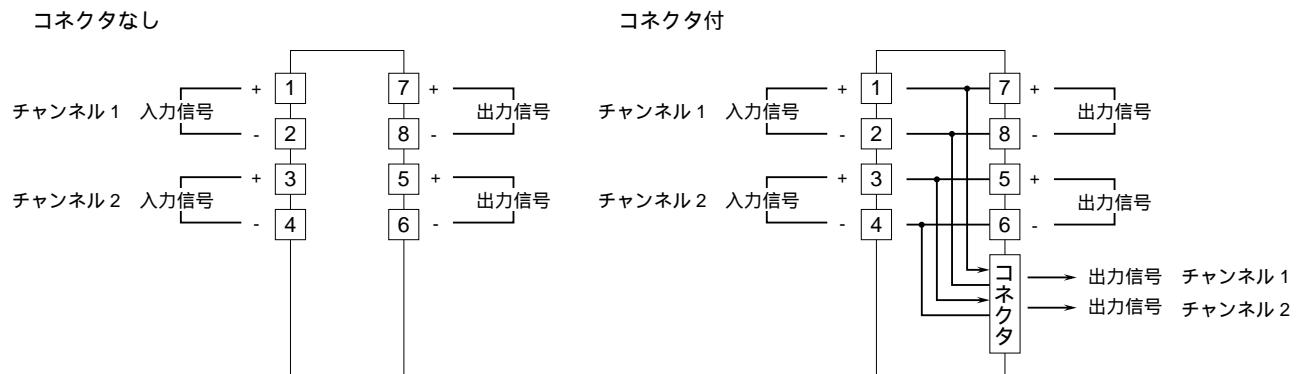 コネクタなし
チャンネル 1 入力信号 + 1 7 + 出力信号
- 2 8 -
チャンネル 2 入力信号 + 3 5 + 出力信号
- 4 6 -
コネクタ付
チャンネル 1 入力信号 + 1 7 + 出力信号
- 2 8 -
チャンネル 2 入力信号 + 3 5 + 出力信号
- 4 6 -
コネクタ
出力信号 チャンネル 1
出力信号 チャンネル 2